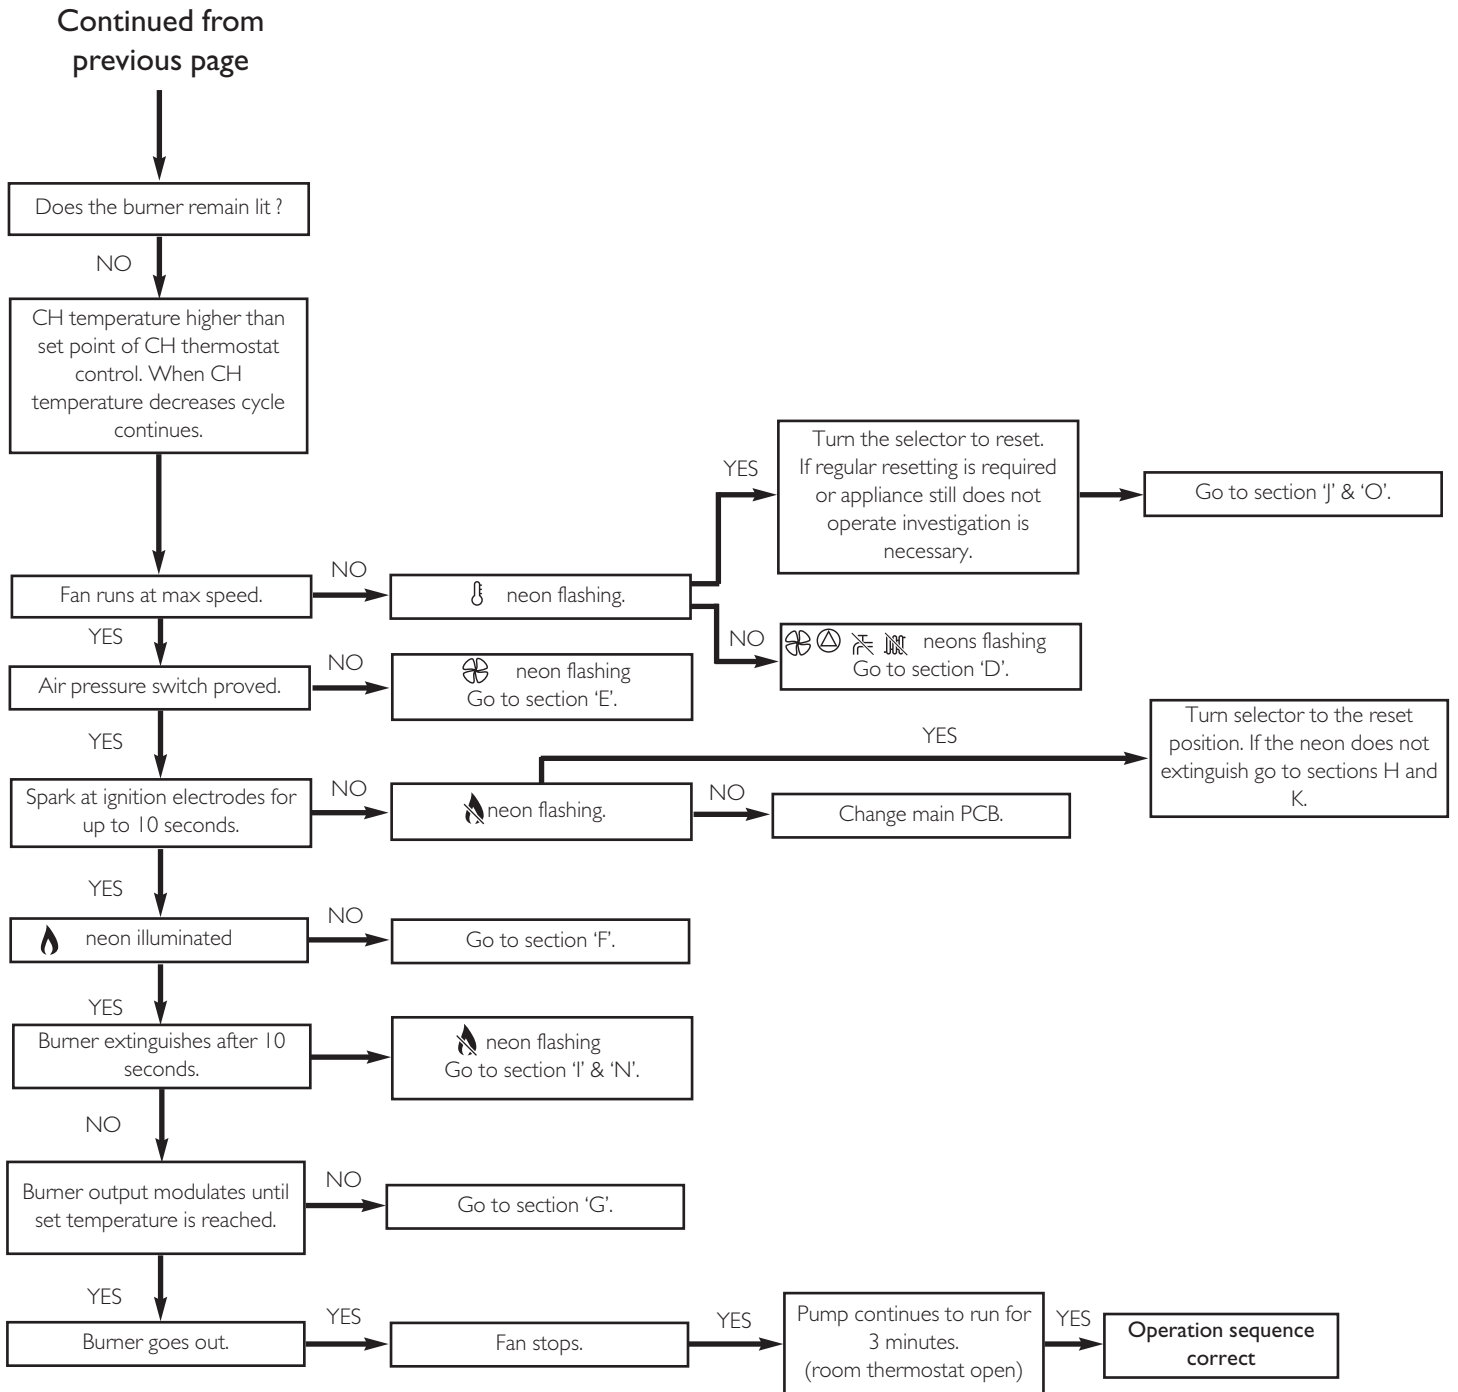 Continued from
previous page
Does the burner remain lit ?
NO
CH temperature higher than
set point of CH thermostat
control. When CH
temperature decreases cycle
continues.
Fan runs at max speed.
NO
neon flashing.
YES
Turn the selector to reset.
If regular resetting is required
or appliance still does not
operate investigation is
necessary.
Go to section ‘J’ & ‘O’.
NO
neons flashing
Go to section ‘D’.
YES
Air pressure switch proved.
NO
neon flashing
Go to section ‘E’.
YES
Spark at ignition electrodes for
up to 10 seconds.
NO
neon flashing.
YES
Turn selector to the reset
position. If the neon does not
extinguish go to sections H and
K.
NO
Change main PCB.
YES
neon illuminated
NO
Go to section ‘F’.
YES
Burner extinguishes after 10
seconds.
neon flashing
Go to section ‘I’ & ‘N’.
NO
Burner output modulates until
set temperature is reached.
NO
Go to section ‘G’.
YES
Burner goes out.
YES
Fan stops.
YES
Pump continues to run for
3 minutes.
(room thermostat open)
YES
Operation sequence
correct